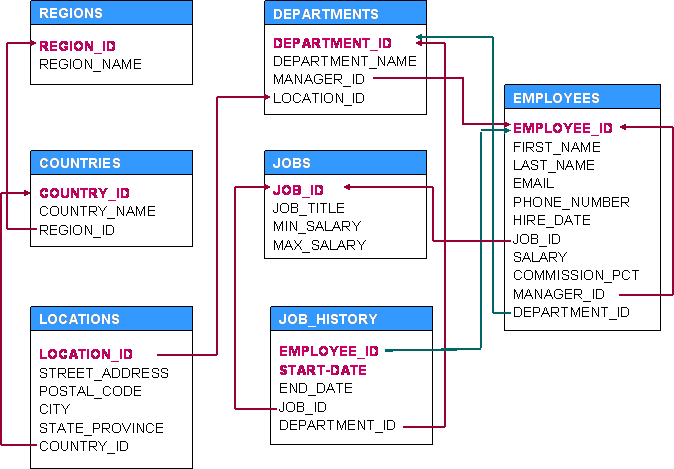 REGIONS
REGION_ID
REGION_NAME
DEPARTMENTS
DEPARTMENT_ID
DEPARTMENT_NAME
MANAGER_ID
LOCATION_ID
EMPLOYEES
EMPLOYEE_ID
FIRST_NAME
LAST_NAME
EMAIL
PHONE_NUMBER
HIRE_DATE
JOB_ID
SALARY
COMMISSION_PCT
MANAGER_ID
DEPARTMENT_ID
COUNTRIES
COUNTRY_ID
COUNTRY_NAME
REGION_ID
JOBS
JOB_ID
JOB_TITLE
MIN_SALARY
MAX_SALARY
LOCATIONS
LOCATION_ID
STREET_ADDRESS
POSTAL_CODE
CITY
STATE_PROVINCE
COUNTRY_ID
JOB_HISTORY
EMPLOYEE_ID
START-DATE
END_DATE
JOB_ID
DEPARTMENT_ID